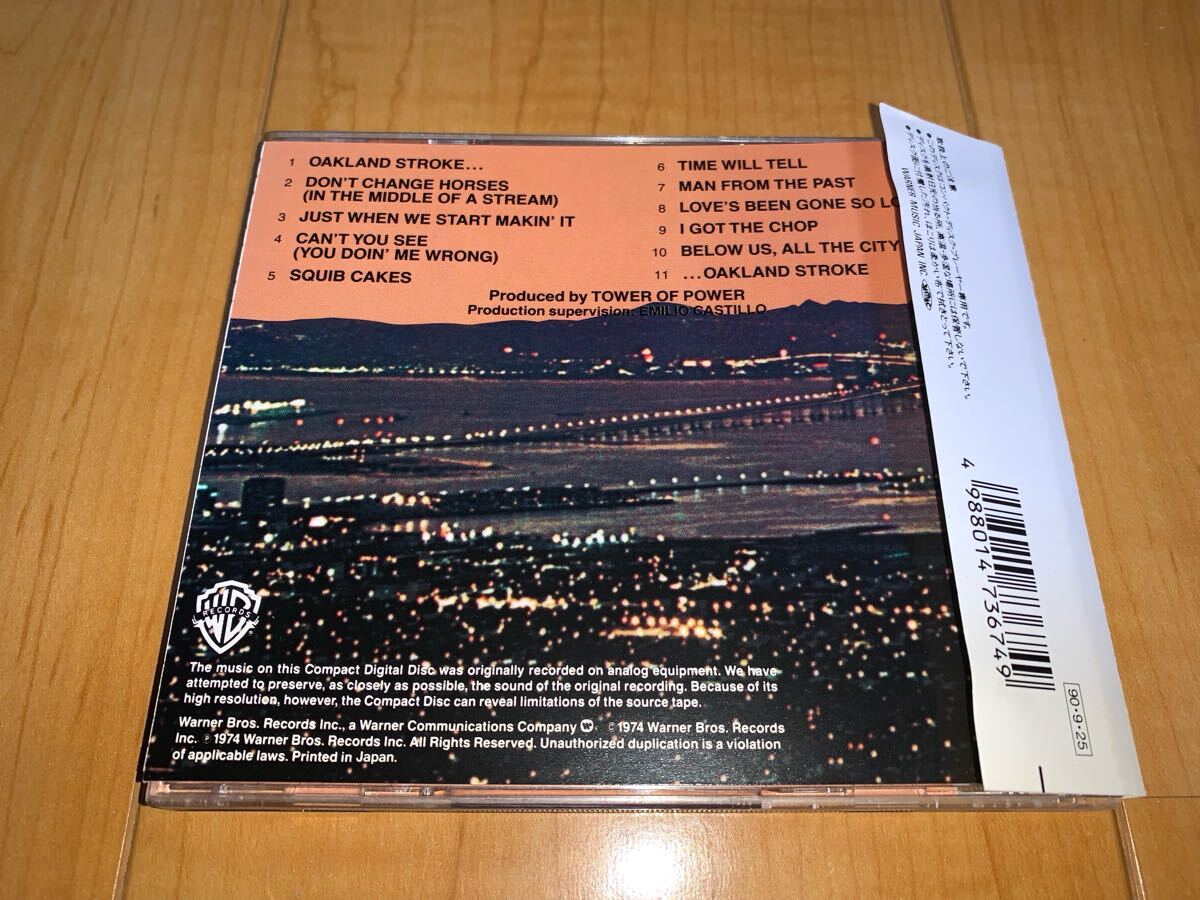 1 OAKLAND STROKE...
2 DON'T CHANGE HORSES
(IN THE MIDDLE OF A STREAM)
3 JUST WHEN WE START MAKIN' IT
4 CAN'T YOU SEE
(YOU DOIN' ME WRONG)
5 SQUIB CAKES
6 TIME WILL TELL
7 MAN FROM THE PAST
8 LOVE'S BEEN GONE SO LO
9 I GOT THE CHOP
10 BELOW US, ALL THE CITY
11 ...OAKLAND STROKE
Produced by TOWER OF POWER
Production supervision: EMILIO CASTILLO
WB
RECORDS
The music on this Compact Digital Disc was originally recorded on analog equipment. We have
attempted to preserve, as closely as possible, the sound of the original recording. Because of its
high resolution, however, the Compact Disc can reveal limitations of the source tape.
Warner Bros. Records Inc., a Warner Communications Company ©1974 Warner Bros. Records
Inc. ℗1974 Warner Bros. Records Inc. All Rights Reserved. Unauthorized duplication is a violation
of applicable laws. Printed in Japan.
WARNER MUSIC JAPAN INC.
4 988014 736749
90·9·25